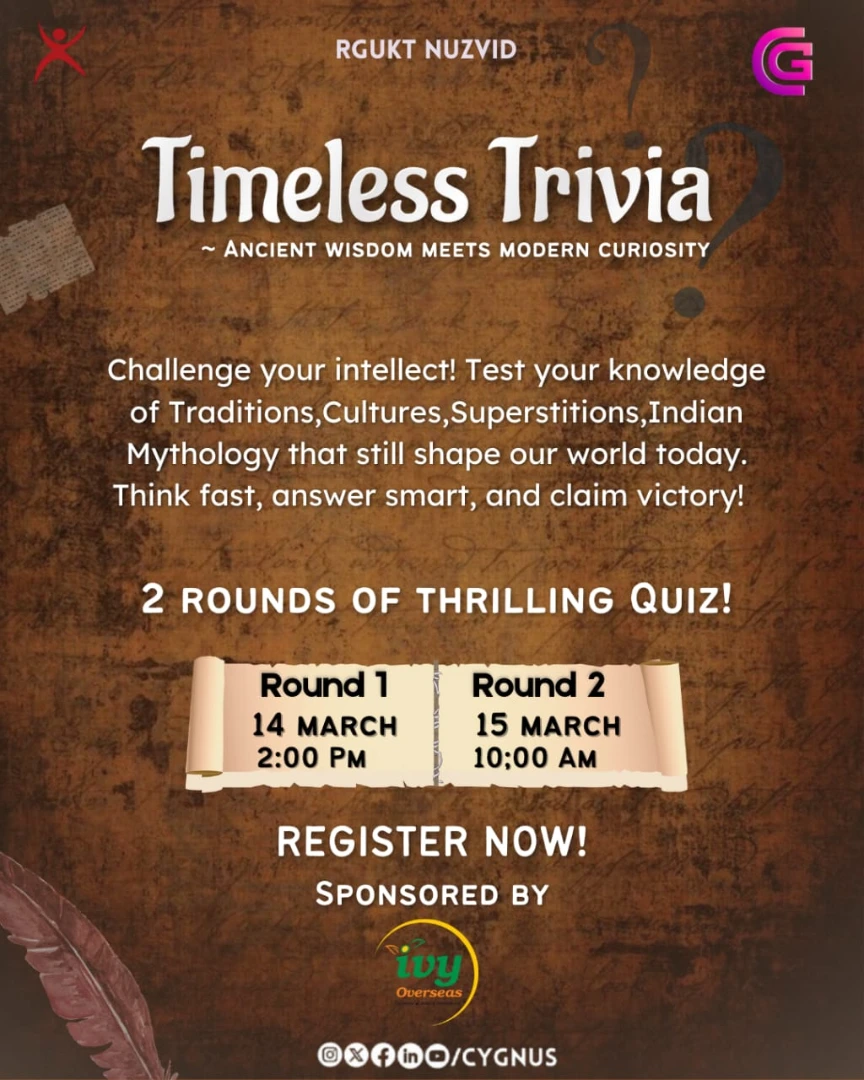 RGUKT NUZVID
Timeless Trivia
~ ANCIENT WISDOM MEETS MODERN CURIOSITY
Challenge your intellect! Test your knowledge
of Traditions,Cultures,Superstitions,Indian
Mythology that still shape our world today.
Think fast, answer smart, and claim victory!
2 ROUNDS OF THRILLING QUIZ!
Round 1
14 MARCH
2:00 PM
Round 2
15 MARCH
10;00 AM
REGISTER NOW!
SPONSORED BY
ivy
Overseas
/CYGNUS